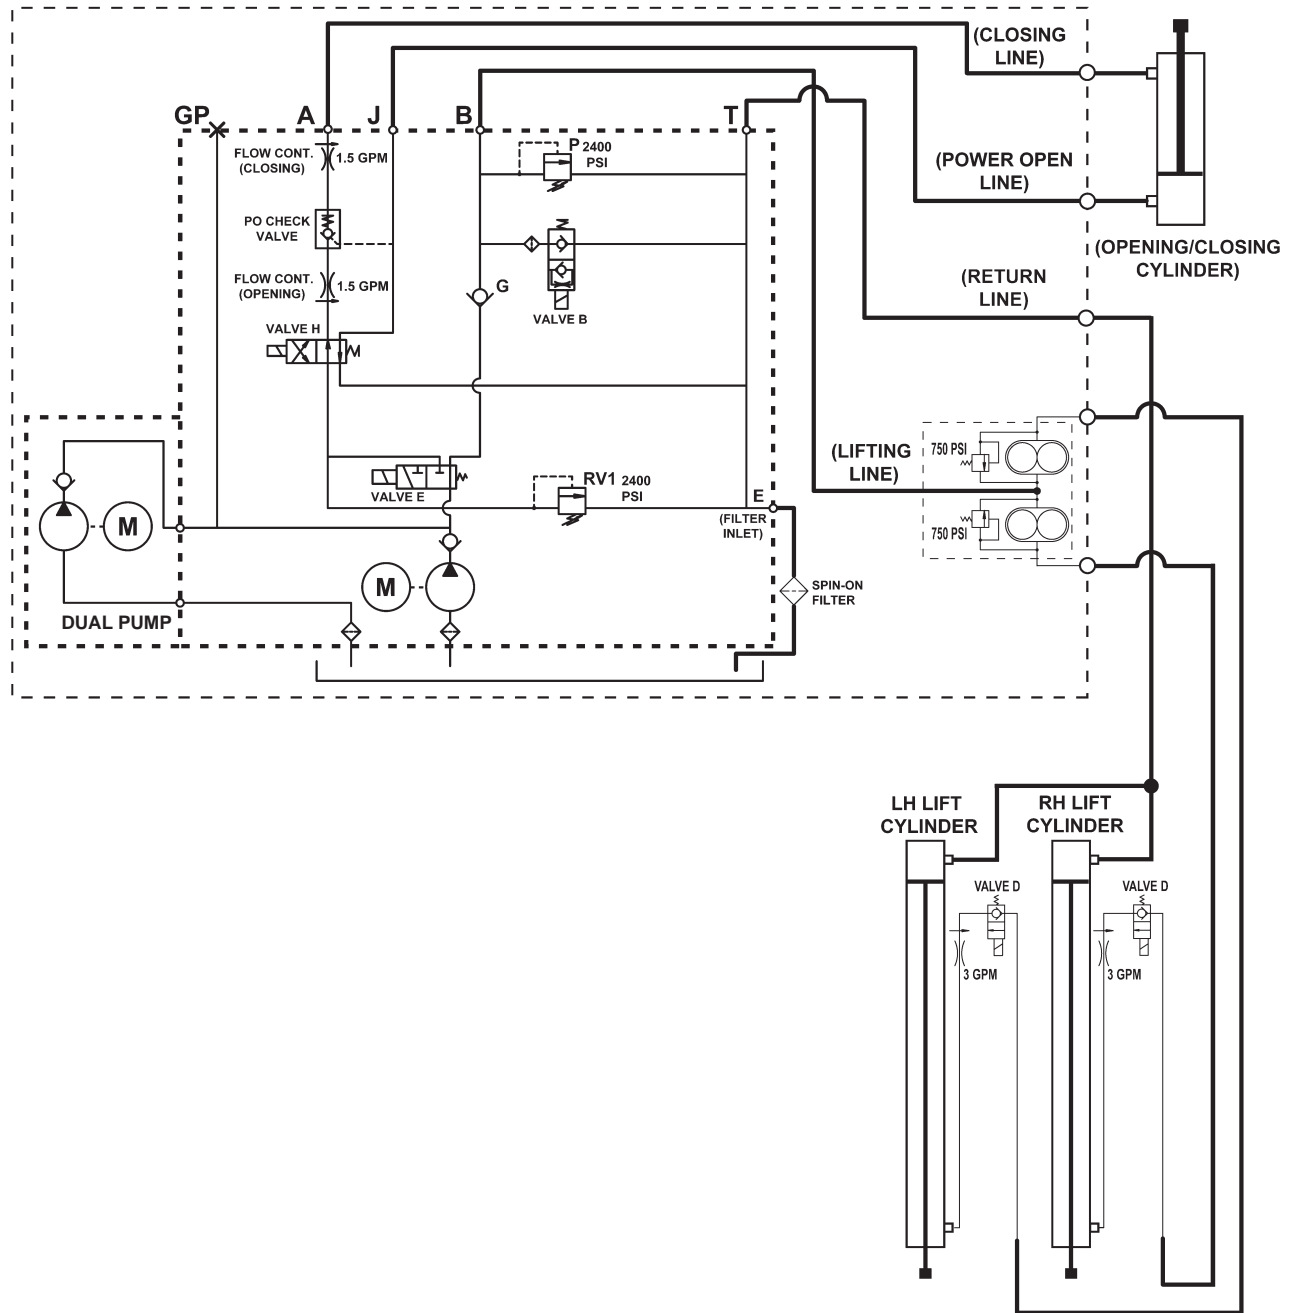 (CLOSING
LINE)
GP
A
J
B
T
FLOW CONT.
(CLOSING)
1.5 GPM
P 2400
PSI
(POWER OPEN
LINE)
PO CHECK
VALVE
(OPENING/CLOSING
CYLINDER)
FLOW CONT.
(OPENING)
1.5 GPM
G
(RETURN
LINE)
VALVE H
VALVE B
(LIFTING
LINE)
750 PSI
VALVE E
RV1 2400
PSI
E
(FILTER
INLET)
750 PSI
M
M
SPIN-ON
FILTER
DUAL PUMP
LH LIFT
CYLINDER
RH LIFT
CYLINDER
VALVE D
VALVE D
3 GPM
3 GPM